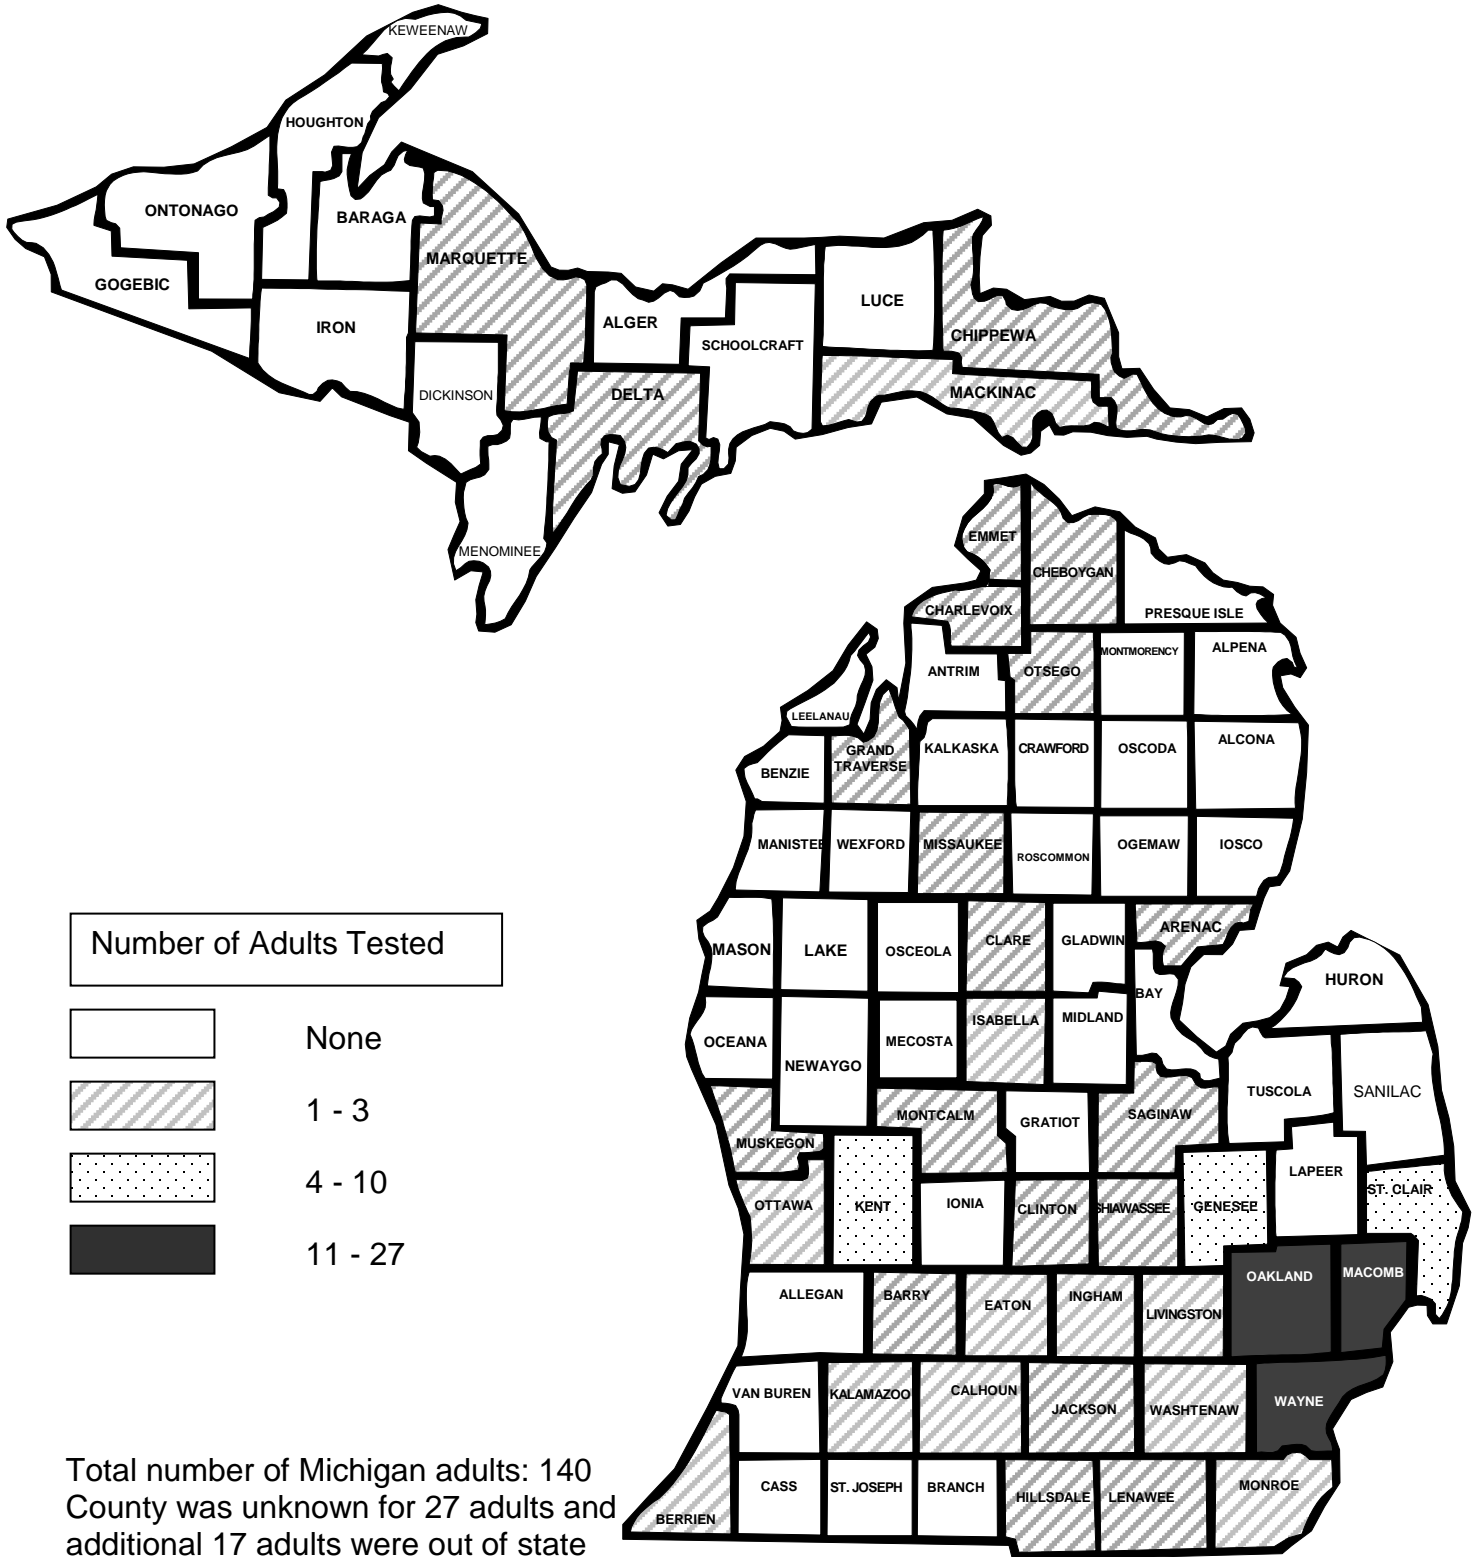 KEWEENAW
HOUGHTON
ONTONAGO
BARAGA
MARQUETTE
GOGEBIC
IRON
ALGER
LUCE
SCHOOLCRAFT
CHIPPEWA
DICKINSON
DELTA
MACKINAC
MENOMINEE
EMMET
CHEBOYGAN
CHARLEVOIX
PRESQUE ISLE
ANTRIM
OTSEGO
MONTMORENCY
ALPENA
LEELANAU
GRAND
TRAVERSE
KALKASKA
CRAWFORD
OSCODA
ALCONA
BENZIE
MANISTEE
WEXFORD
MISSAUKEE
ROSCOMMON
OGEMAW
IOSCO
MASON
LAKE
OSCEOLA
CLARE
GLADWIN
ARENAC
BAY
HURON
OCEANA
NEWAYGO
MECOSTA
ISABELLA
MIDLAND
TUSCOLA
SANILAC
MUSKEGON
MONTCALM
GRATIOT
SAGINAW
LAPEER
ST. CLAIR
OTTAWA
KENT
IONIA
CLINTON
SHIAWASSEE
GENESEE
ALLEGAN
BARRY
EATON
INGHAM
LIVINGSTON
OAKLAND
MACOMB
VAN BUREN
KALAMAZOO
CALHOUN
JACKSON
WASHTENAW
WAYNE
BERRIEN
CASS
ST. JOSEPH
BRANCH
HILLSDALE
LENAWEE
MONROE
Number of Adults Tested
None
1 - 3
4 - 10
11 - 27
Total number of Michigan adults: 140
County was unknown for 27 adults and
additional 17 adults were out of state